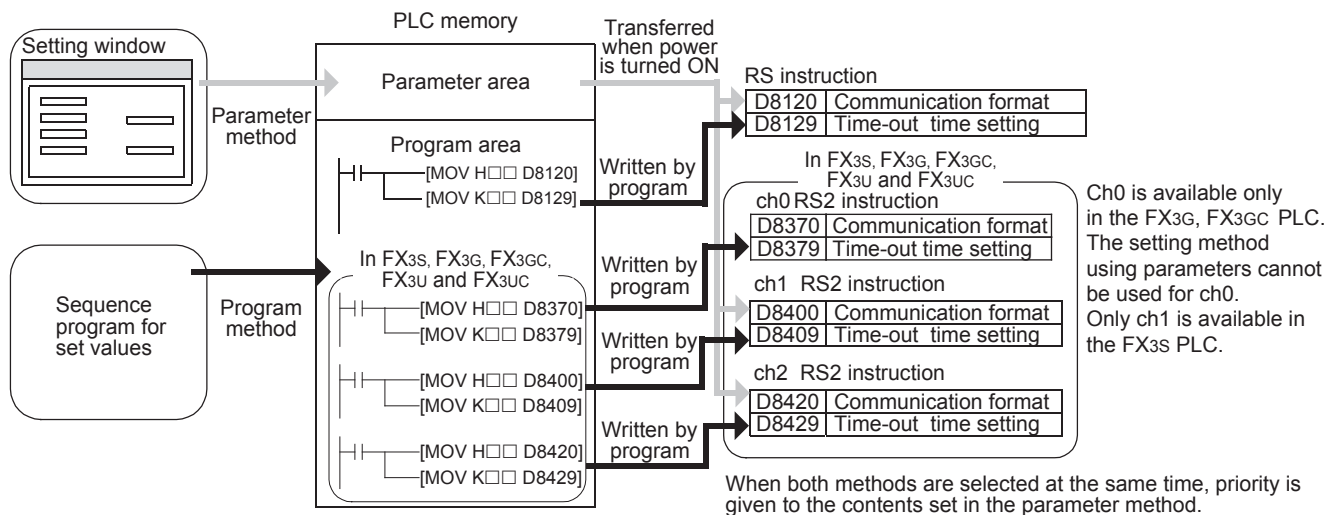 Setting window
Parameter
method
Sequence
program for
set values
Program
method
PLC memory
Parameter area
Program area
[MOV H□□ D8120]
[MOV K□□ D8129]
In FX3S, FX3G, FX3GC,
FX3U and FX3UC
[MOV H□□ D8370]
[MOV K□□ D8379]
[MOV H□□ D8400]
[MOV K□□ D8409]
[MOV H□□ D8420]
[MOV K□□ D8429]
Transferred
when power
is turned ON
Written by
program
Written by
program
Written by
program
Written by
program
RS instruction
D8120 Communication format
D8129 Time-out time setting
In FX3S, FX3G, FX3GC,
FX3U and FX3UC
ch0 RS2 instruction
D8370 Communication format
D8379 Time-out time setting
ch1 RS2 instruction
D8400 Communication format
D8409 Time-out time setting
ch2 RS2 instruction
D8420 Communication format
D8429 Time-out time setting
Ch0 is available only
in the FX3G, FX3GC PLC.
The setting method
using parameters cannot
be used for ch0.
Only ch1 is available in
the FX3S PLC.
When both methods are selected at the same time, priority is
given to the contents set in the parameter method.